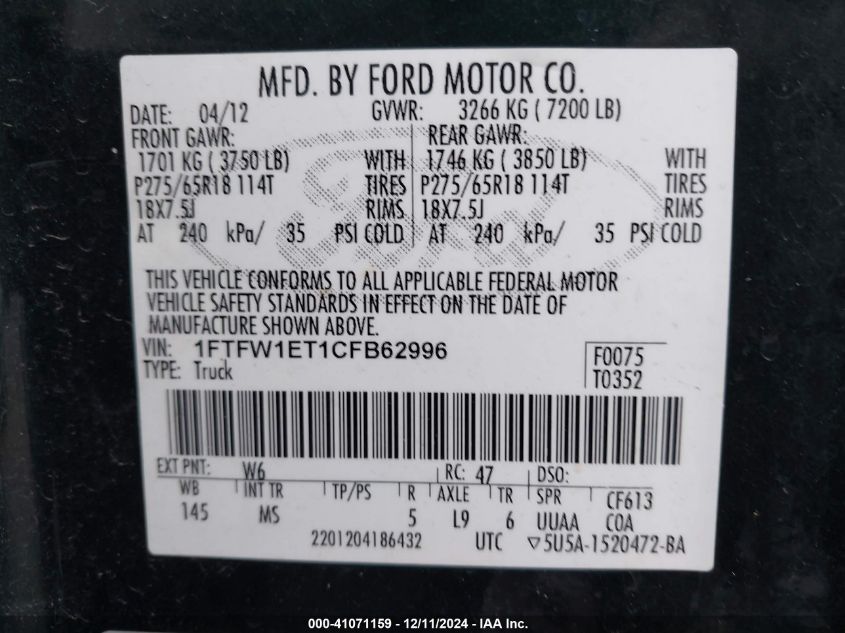 MFD. BY FORD MOTOR CO.
DATE: 04/12 GVWR: 3266 KG ( 7200 LB)
FRONT GAWR: REAR GAWR:
1701 KG ( 3750 LB) WITH 1746 KG ( 3850 LB) WITH
P275/65R18 114T TIRES P275/65R18 114T TIRES
18X7.5J RIMS 18X7.5J RIMS
AT 240 kPa/ 35 PSI COLD AT 240 kPa/ 35 PSI COLD
Ford
THIS VEHICLE CONFORMS TO ALL APPLICABLE FEDERAL MOTOR
VEHICLE SAFETY STANDARDS IN EFFECT ON THE DATE OF
MANUFACTURE SHOWN ABOVE.
VIN: 1FTFW1ET1CFB62996 F0075
TYPE: Truck T0352
EXT PNT: W6 RC: 47 DSO:
WB INT TR TP/PS R AXLE TR SPR CF613
145 MS 5 L9 6 UUAA COA
2201204186432 UTC ▽5U5A-1520472-BA
000-41071159 - 12/11/2024 - IAA Inc.